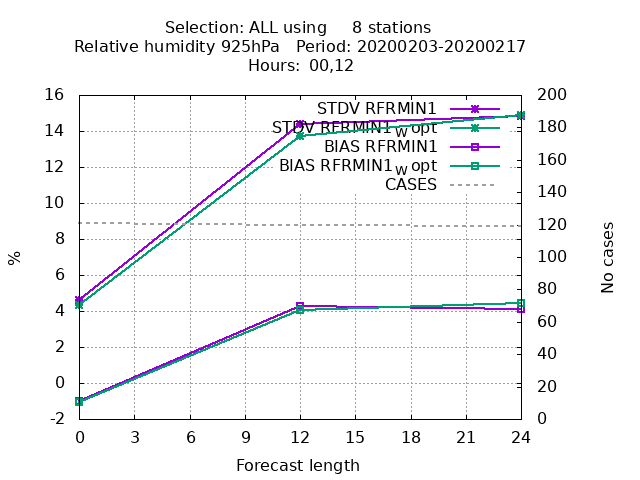 Selection: ALL using     8 stations
Relative humidity 925hPa   Period: 20200203-20200217
Hours: 00,12
16
14
12
10
8
6
4
2
0
-2
%
STDV RFRMIN1
STDV RFRMIN1w opt
BIAS RFRMIN1
BIAS RFRMIN1w opt
CASES
200
180
160
140
120
100
80
60
40
20
0
No cases
0 3 6 9 12 15 18 21 24
Forecast length